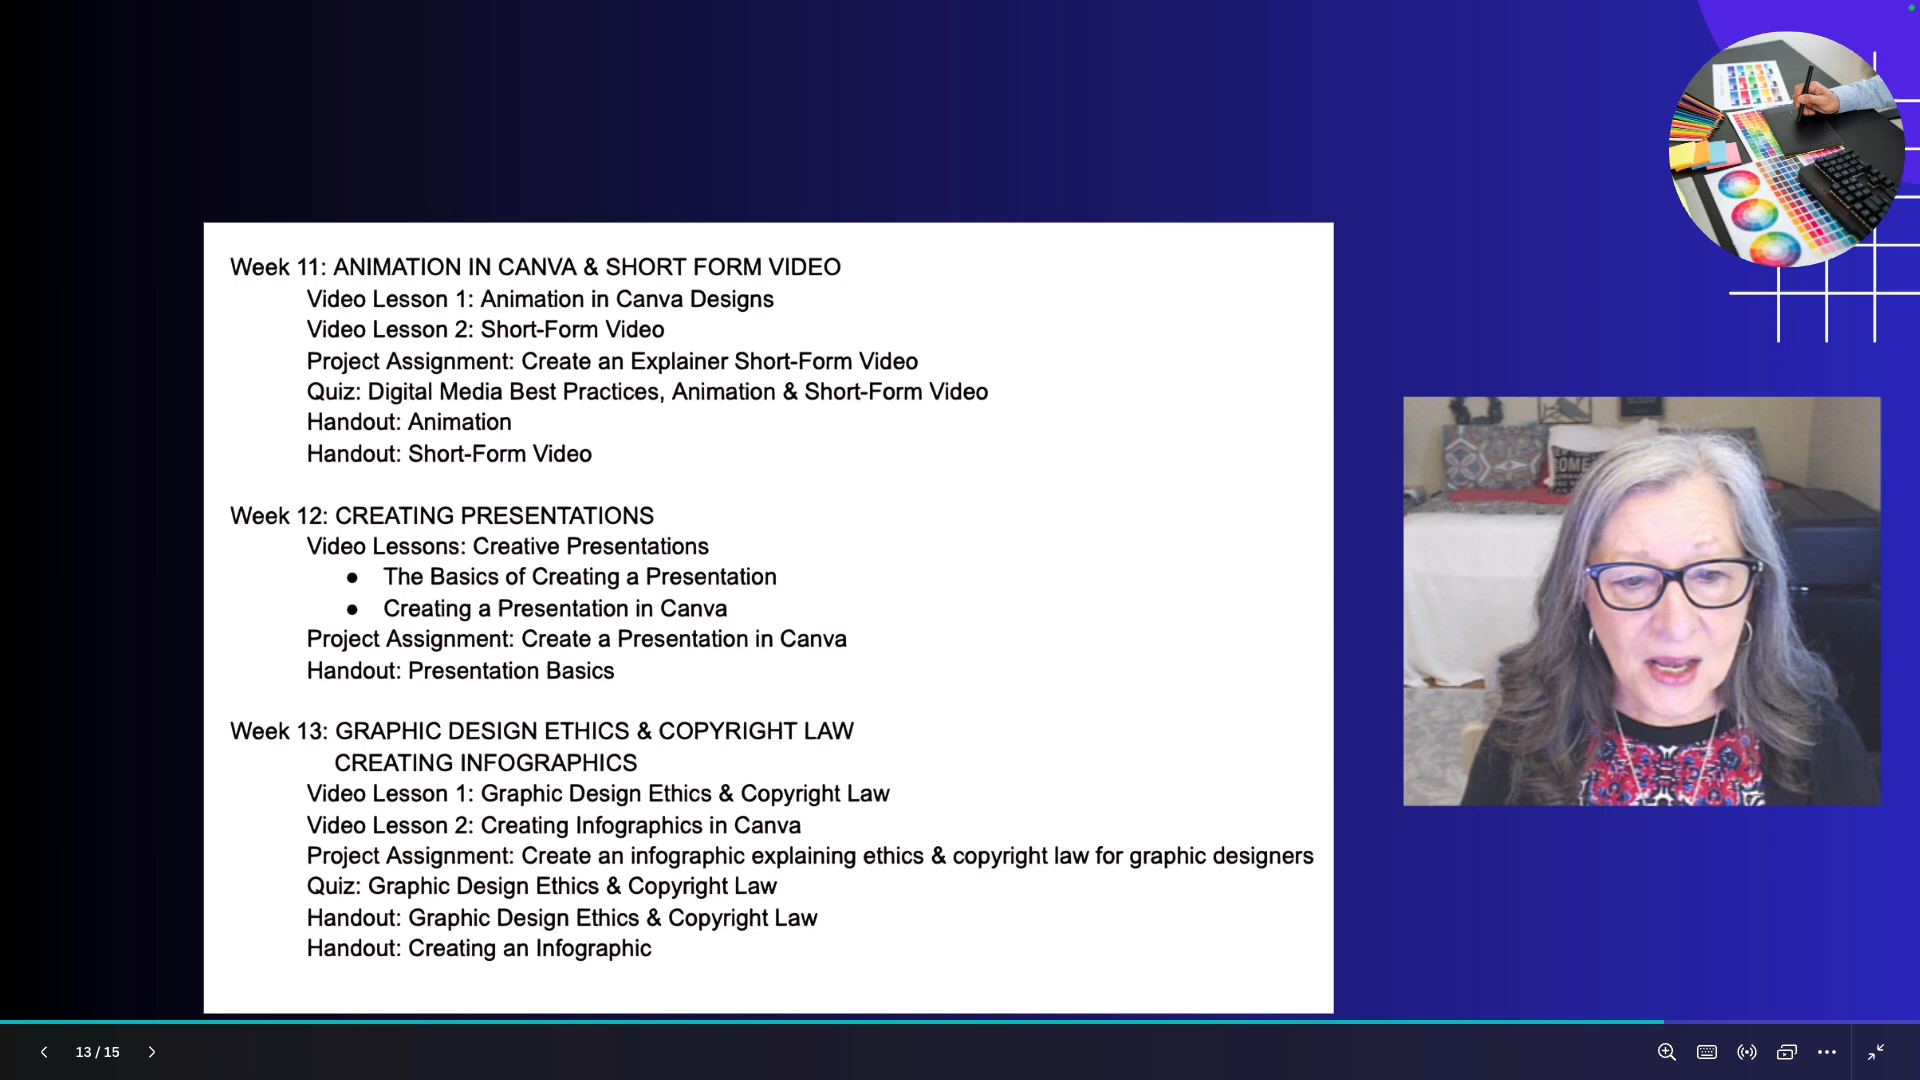 Week 11: ANIMATION IN CANVA & SHORT FORM VIDEO
Video Lesson 1: Animation in Canva Designs
Video Lesson 2: Short-Form Video
Project Assignment: Create an Explainer Short-Form Video
Quiz: Digital Media Best Practices, Animation & Short-Form Video
Handout: Animation
Handout: Short-Form Video
Week 12: CREATING PRESENTATIONS
Video Lessons: Creative Presentations
● The Basics of Creating a Presentation
● Creating a Presentation in Canva
Project Assignment: Create a Presentation in Canva
Handout: Presentation Basics
Week 13: GRAPHIC DESIGN ETHICS & COPYRIGHT LAW
CREATING INFOGRAPHICS
Video Lesson 1: Graphic Design Ethics & Copyright Law
Video Lesson 2: Creating Infographics in Canva
Project Assignment: Create an infographic explaining ethics & copyright law for graphic designers
Quiz: Graphic Design Ethics & Copyright Law
Handout: Graphic Design Ethics & Copyright Law
Handout: Creating an Infographic
13 / 15